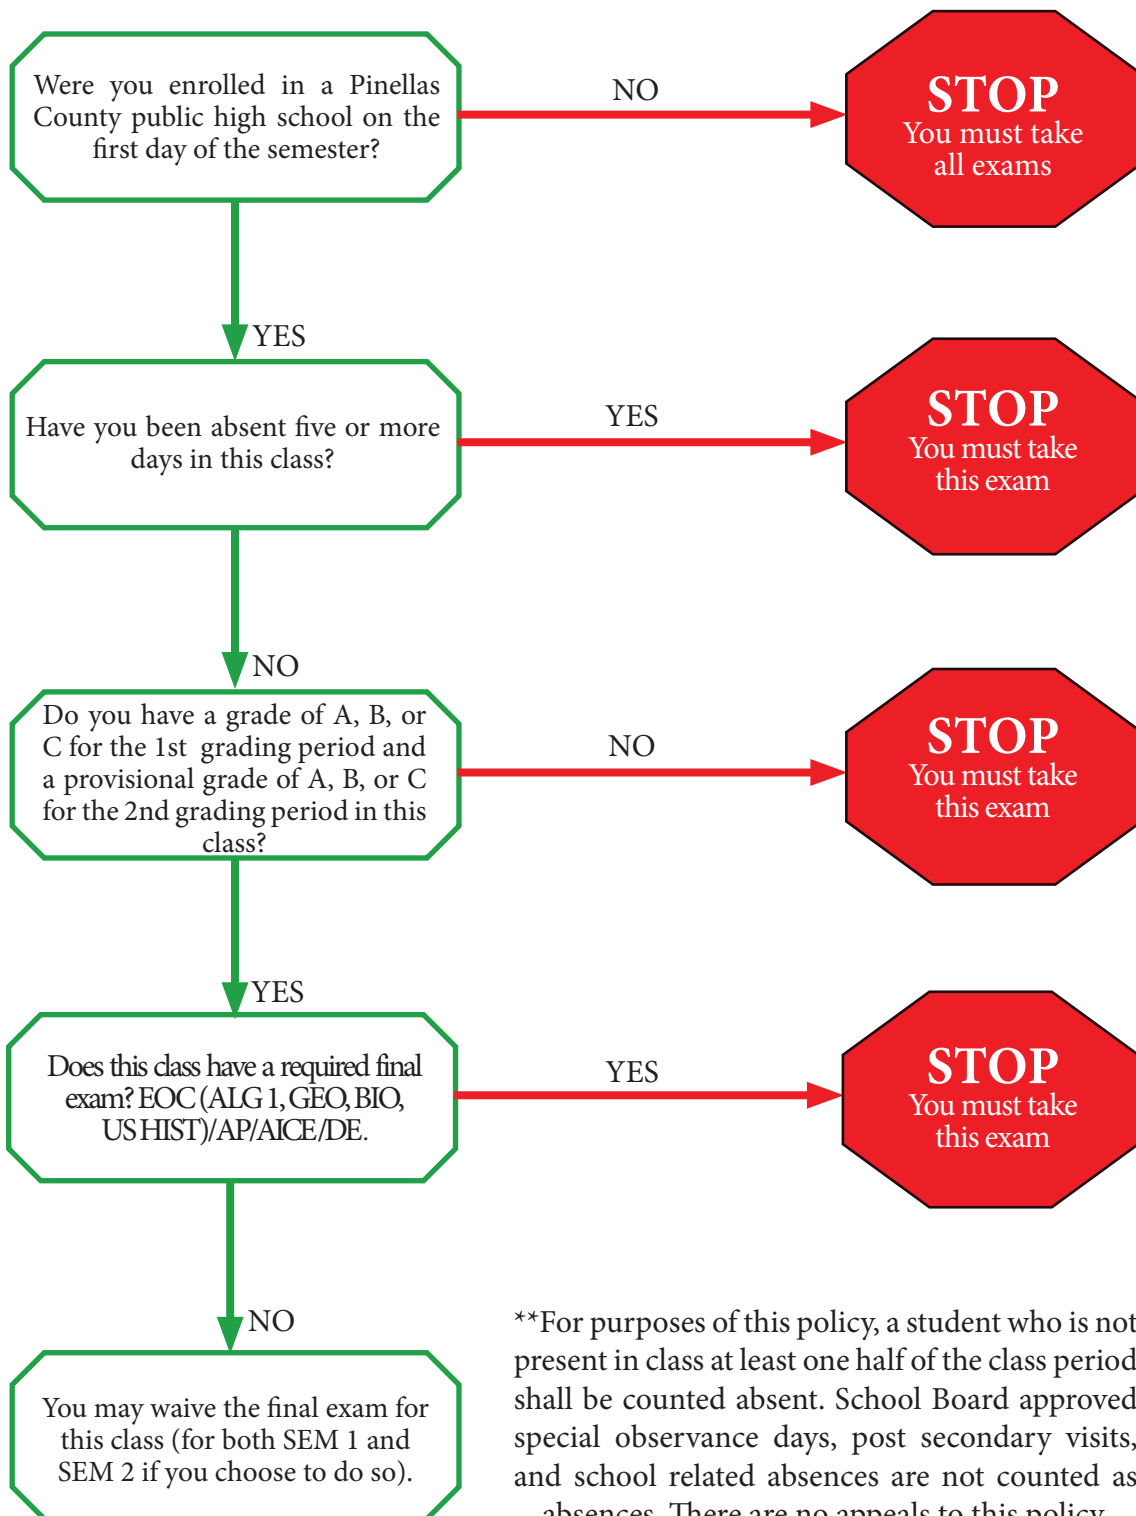 Were you enrolled in a Pinellas
County public high school on the
first day of the semester?
NO
STOP
You must take
all exams
YES
Have you been absent five or more
days in this class?
YES
STOP
You must take
this exam
NO
Do you have a grade of A, B, or
C for the 1st grading period and
a provisional grade of A, B, or C
for the 2nd grading period in this
class?
NO
STOP
You must take
this exam
YES
Does this class have a required final
exam? EOC (ALG 1, GEO, BIO,
US HIST)/AP/AICE/DE.
YES
STOP
You must take
this exam
NO
You may waive the final exam for
this class (for both SEM 1 and
SEM 2 if you choose to do so).
**For purposes of this policy, a student who is not
present in class at least one half of the class period
shall be counted absent. School Board approved
special observance days, post secondary visits,
and school related absences are not counted as
absences. There are no appeals to this policy